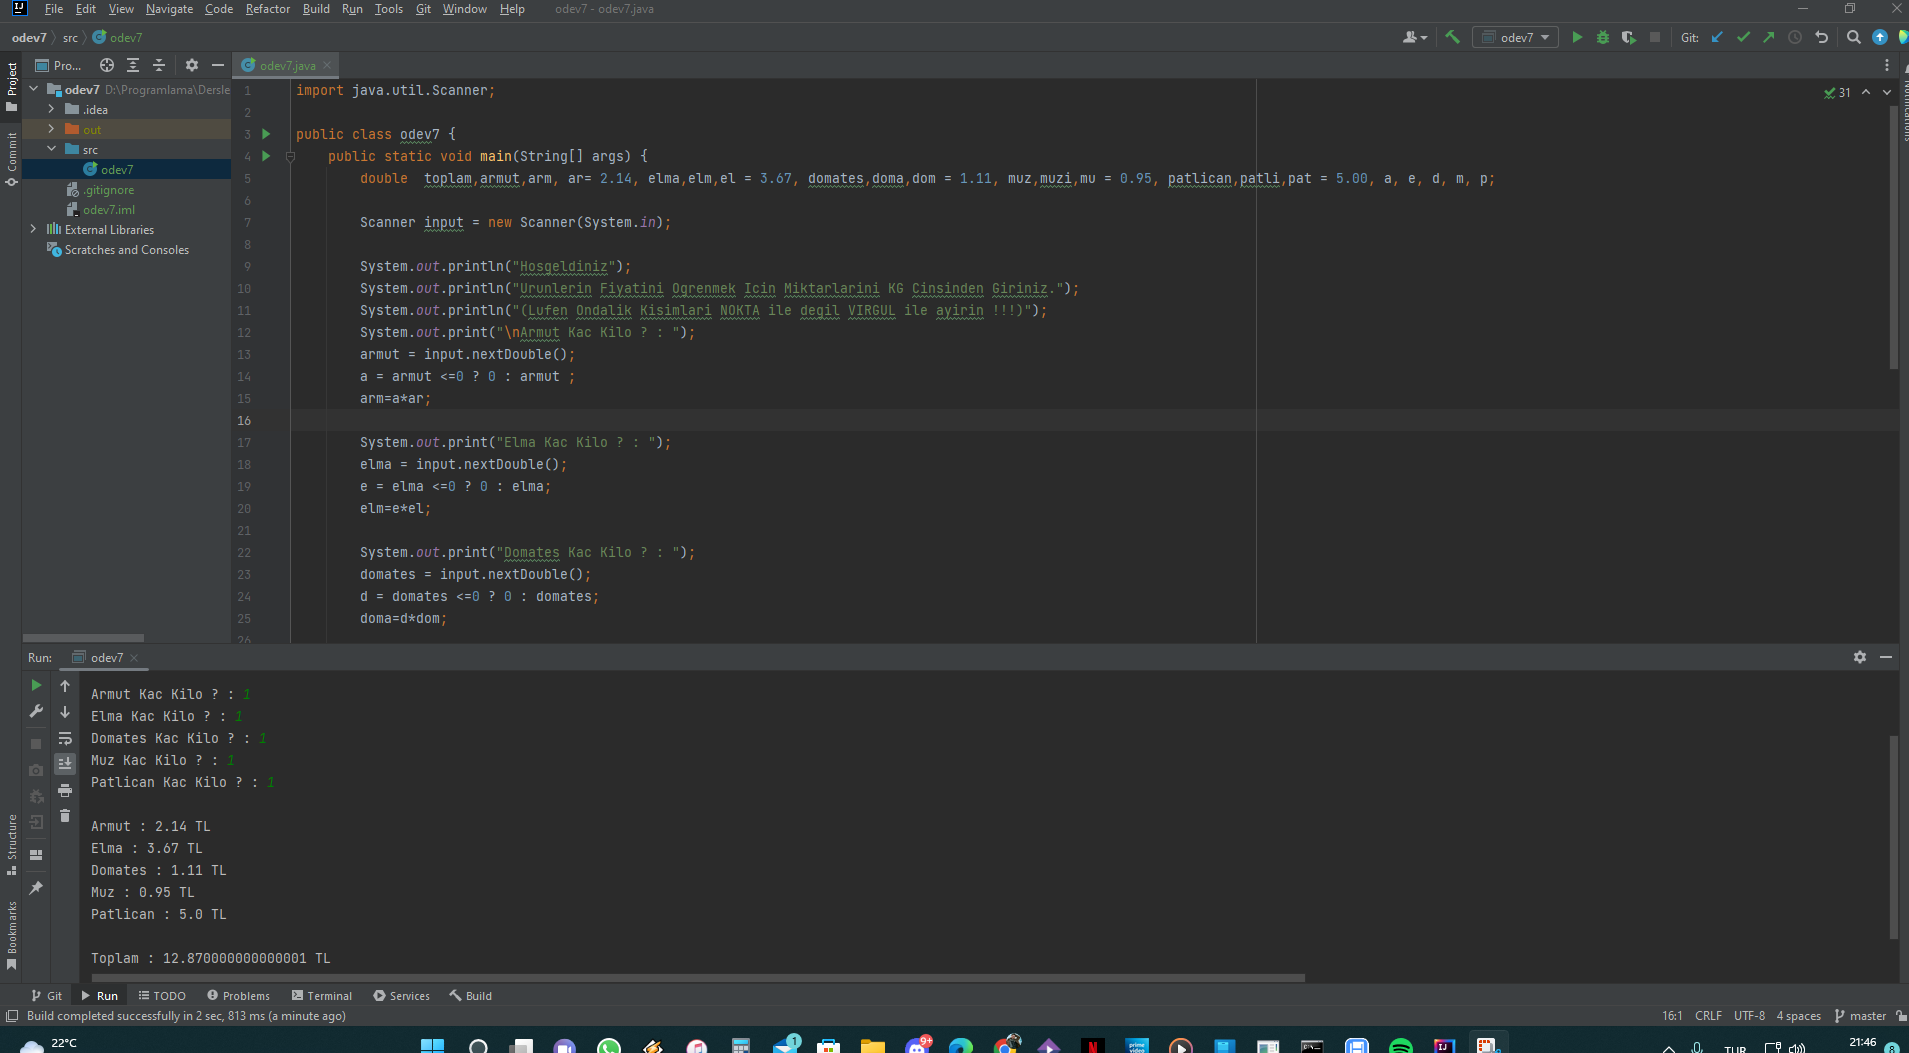 File Edit View Navigate Code Refactor Build Run Tools Git Window Help odev7 - odev7.java
odev7 src odev7
odev7 Git:
Pro...
odev7.java
Project
Commit
Structure
Bookmarks
Notifications
odev7 D:\Programlama\Dersle
.idea
out
src
odev7
.gitignore
odev7.iml
External Libraries
Scratches and Consoles
31
1 import java.util.Scanner;
2
3 public class odev7 {
4 public static void main(String[] args) {
5 double toplam,armut,arm, ar= 2.14, elma,elm,el = 3.67, domates,doma,dom = 1.11, muz,muzi,mu = 0.95, patlican,patli,pat = 5.00, a, e, d, m, p;
6
7 Scanner input = new Scanner(System.in);
8
9 System.out.println("Hosgeldiniz");
10 System.out.println("Urunlerin Fiyatini Ogrenmek Icin Miktarlarini KG Cinsinden Giriniz.");
11 System.out.println("(Lufen Ondalik Kisimlari NOKTA ile degil VIRGUL ile ayirin !!!)");
12 System.out.print("\nArmut Kac Kilo ? : ");
13 armut = input.nextDouble();
14 a = armut <=0 ? 0 : armut ;
15 arm=a*ar;
16
17 System.out.print("Elma Kac Kilo ? : ");
18 elma = input.nextDouble();
19 e = elma <=0 ? 0 : elma;
20 elm=e*el;
21
22 System.out.print("Domates Kac Kilo ? : ");
23 domates = input.nextDouble();
24 d = domates <=0 ? 0 : domates;
25 doma=d*dom;
26
Run: odev7
Armut Kac Kilo ? : 1
Elma Kac Kilo ? : 1
Domates Kac Kilo ? : 1
Muz Kac Kilo ? : 1
Patlican Kac Kilo ? : 1
Armut : 2.14 TL
Elma : 3.67 TL
Domates : 1.11 TL
Muz : 0.95 TL
Patlican : 5.0 TL
Toplam : 12.870000000000001 TL
Git Run TODO Problems Terminal Services Build
Build completed successfully in 2 sec, 813 ms (a minute ago)
16:1 CRLF UTF-8 4 spaces master
22°C
1
9+
prime video
TUR
21:46
8